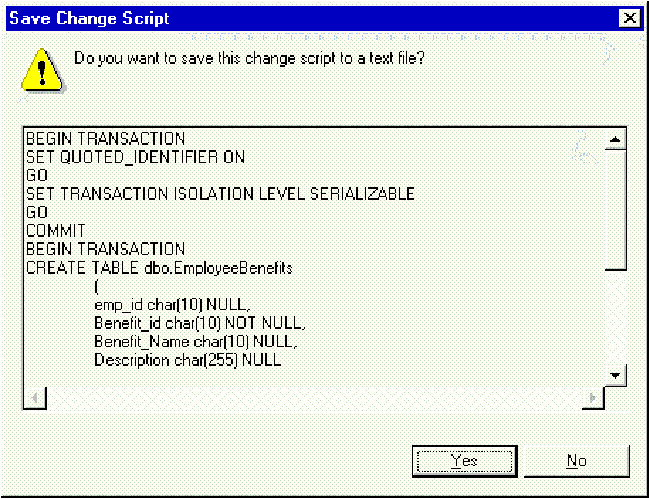 Save Change Script
Do you want to save this change script to a text file?
BEGIN TRANSACTION
SET QUOTED_IDENTIFIER ON
GO
SET TRANSACTION ISOLATION LEVEL SERIALIZABLE
GO
COMMIT
BEGIN TRANSACTION
CREATE TABLE dbo.EmployeeBenefits
(
emp_id char(10) NULL,
Benefit_id char(10) NOT NULL,
Benefit_Name char(10) NULL,
Description char(255) NULL
Yes
No